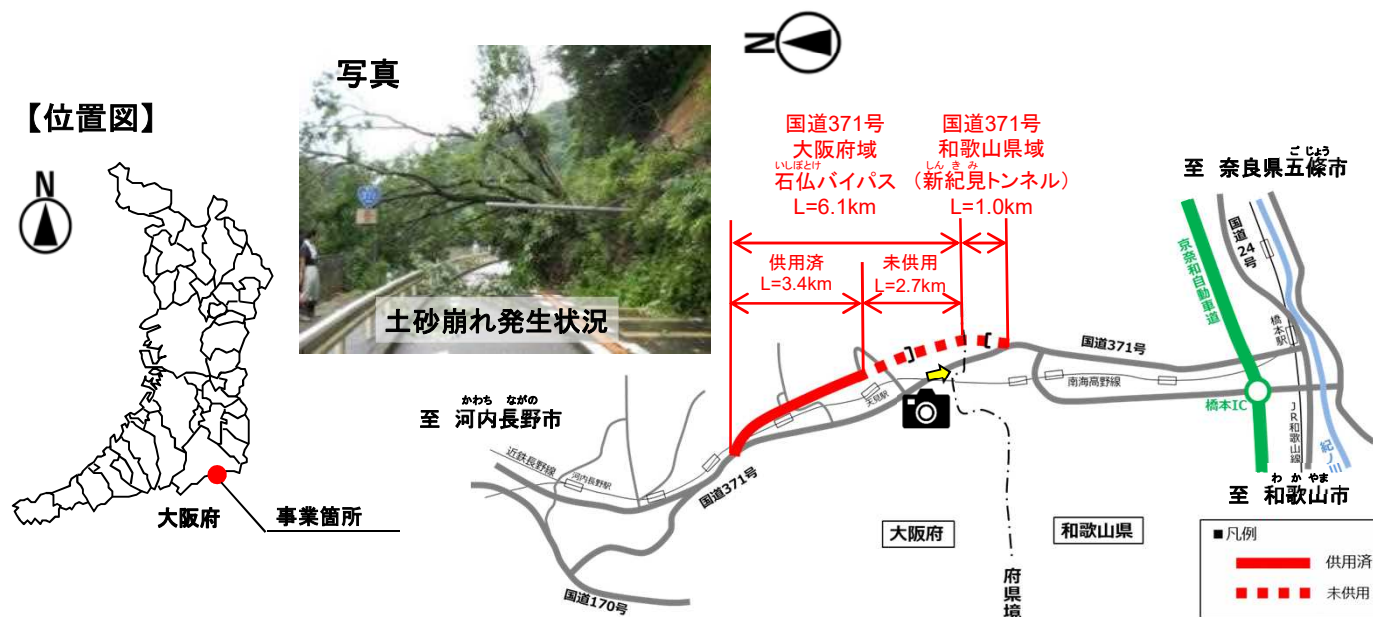 【位置図】
N
大阪府
事業箇所
写真
土砂崩れ発生状況
N
国道371号
大阪府域
いしぼとけ
石仏バイパス
L=6.1km
国道371号
和歌山県域
しんきみ
（新紀見トンネル）
L=1.0km
供用済
L=3.4km
未供用
L=2.7km
ごじょう
至 奈良県五條市
国道24号
京奈和自動車道
橋本駅
国道371号
南海高野線
天見駅
橋本IC
JR和歌山線
紀ノ川
わかやま
至 和歌山市
かわち ながの
至 河内長野市
近鉄長野線
河内長野駅
国道371号
国道170号
大阪府
和歌山県
府県境
■凡例
供用済
未供用